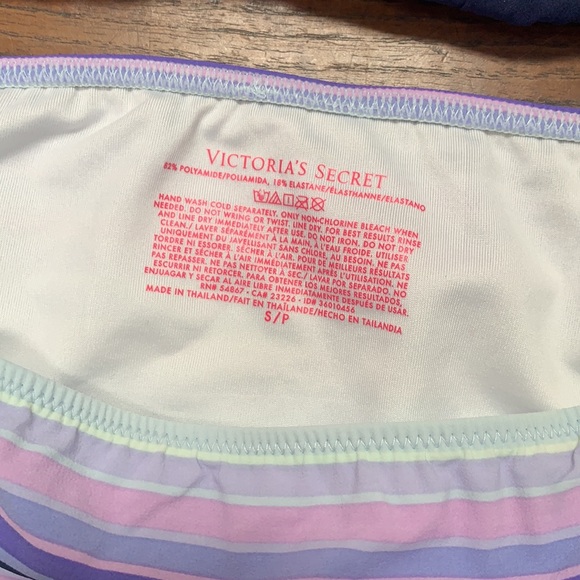 VICTORIA'S SECRET
82% POLYAMIDE/POLIAMIDA, 18% ELASTANE/ÉLASTHANNE/ELASTANO
HAND WASH COLD SEPARATELY. ONLY NON-CHLORINE BLEACH WHEN
NEEDED. DO NOT WRING OR TWIST. LINE DRY. FOR BEST RESULTS RINSE
AND LINE DRY IMMEDIATELY AFTER USE. DO NOT IRON. DO NOT DRY
CLEAN./ LAVER SÉPARÉMENT À LA MAIN, À L'EAU FROIDE. UTILISER
UNIQUEMENT DU JAVELLISANT SANS CHLORE, AU BESOIN. NE PAS
TORDRE NI ESSORER. SÉCHER À L'AIR. POUR DE MEILLEURS RÉSULTATS
RINCER ET SÉCHER À L'AIR IMMÉDIATEMENT APRÈS UTILISATION. NE
PAS REPASSER. NE PAS NETTOYER À SEC./ LAVAR POR SEPARADO. NO
ESCURRIR NI RETORCER. PARA OBTENER LOS MEJORES RESULTADOS,
ENJUAGAR Y SECAR AL AIRE LIBRE INMEDIATAMENTE DESPUÉS DE USAR.
RN# 54867 • CA# 23226 • ID# 36010456
MADE IN THAILAND/FAIT EN THAÏLANDE/HECHO EN TAILANDIA
S/P